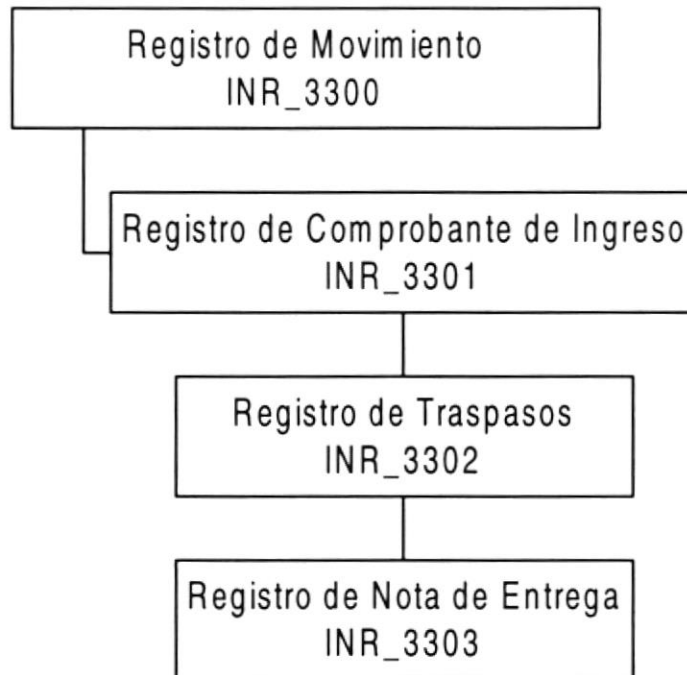 Registro de Movimiento
INR_3300
Registro de Comprobante de Ingreso
INR_3301
Registro de Traspasos
INR_3302
Registro de Nota de Entrega
INR_3303